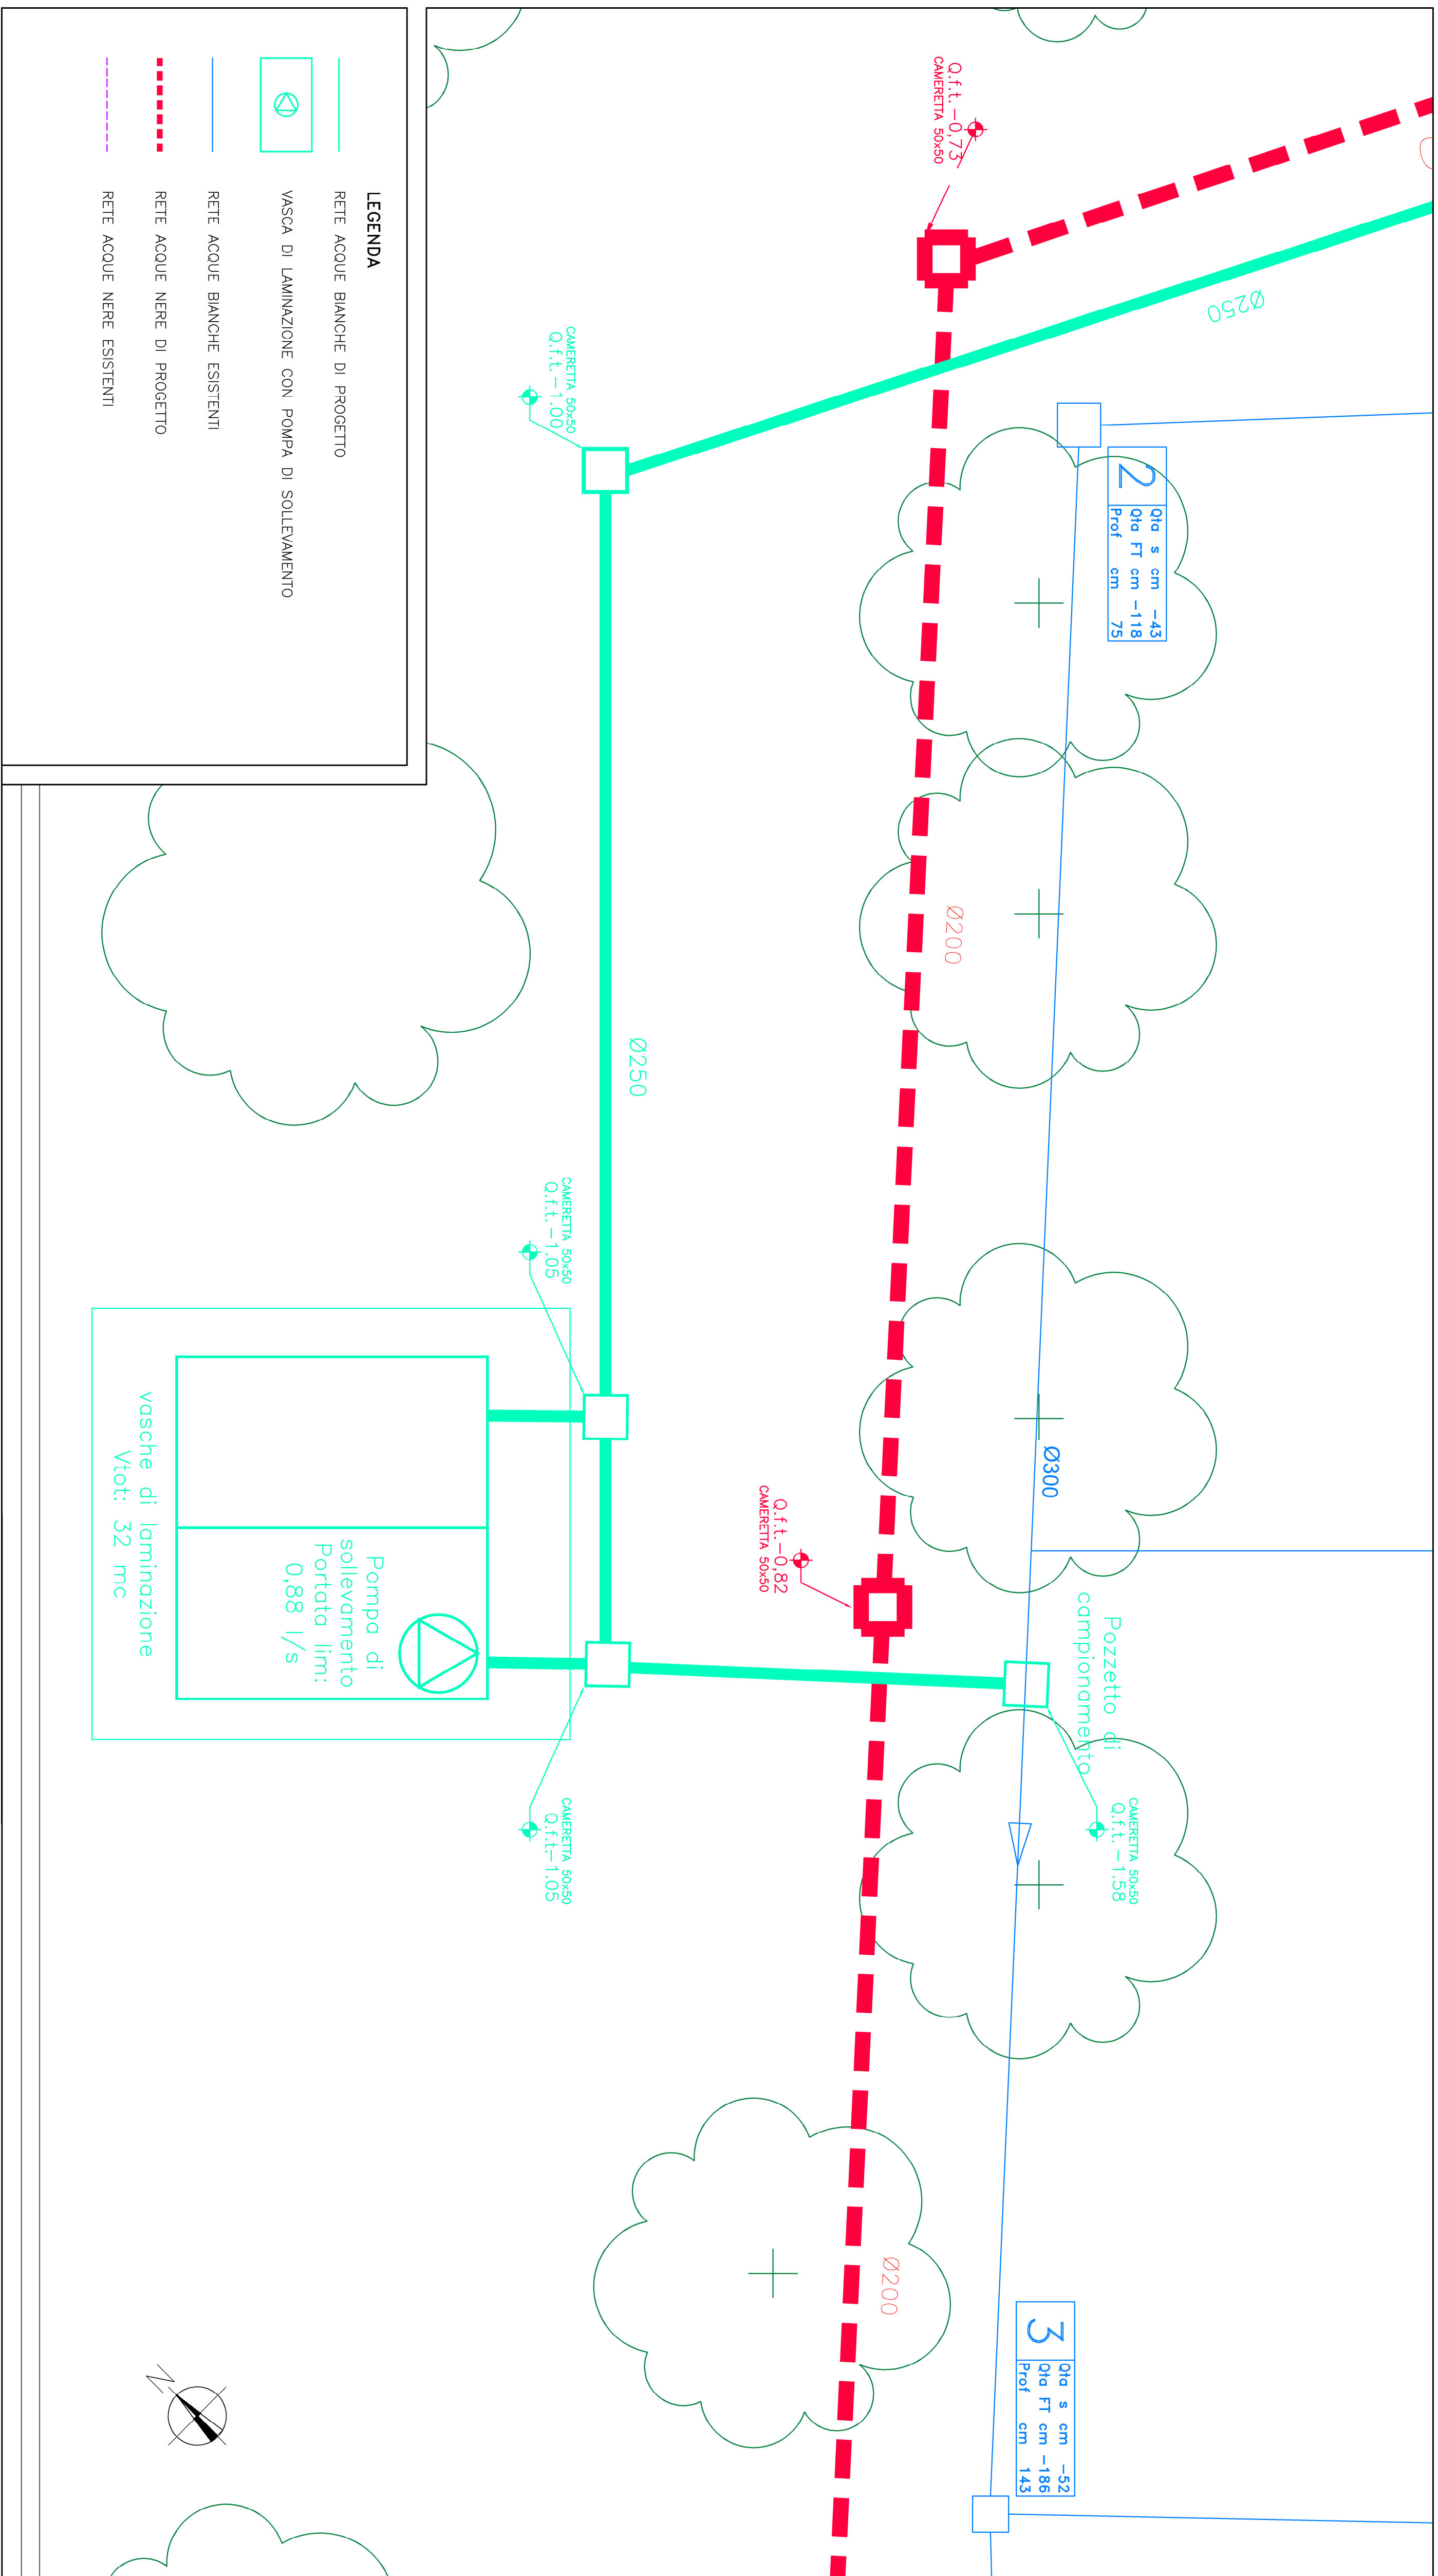 LEGENDA
RETE ACQUE BIANCHE DI PROGETTO
VASCA DI LAMINAZIONE CON POMPA DI SOLLEVAMENTO
RETE ACQUE BIANCHE ESISTENTI
RETE ACQUE NERE DI PROGETTO
RETE ACQUE NERE ESISTENTI
Q.f.t. -0,73
CAMERETTA 50x50
Ø250
2
Qta s cm -43
Qta FT cm -118
Prof cm 75
CAMERETTA 50x50
Q.f.t. -1.00
Ø200
Ø250
CAMERETTA 50x50
Q.f.t. -1.05
Ø300
Q.f.t.-0,82
CAMERETTA 50x50
Pozzetto di
campionamento
Pompa di
sollevamento
Portata lim:
0,88 l/s
vasche di laminazione
Vtot: 32 mc
CAMERETTA 50x50
Q.f.t. -1.58
CAMERETTA 50x50
Q.f.t.-1.05
Ø200
3
Qta s cm -52
Qta FT cm -186
Prof cm 143
N